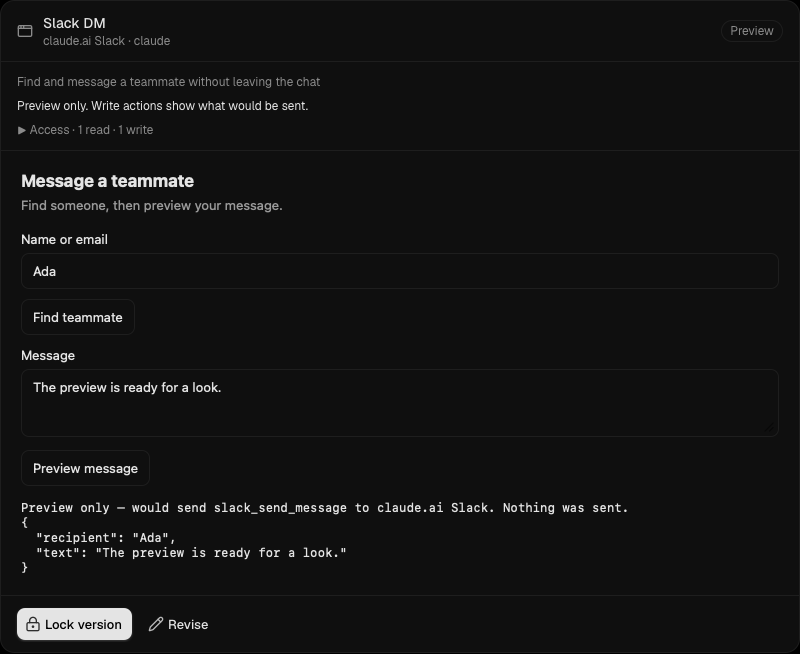 Slack DM
claude.ai Slack · claude
Preview
Find and message a teammate without leaving the chat
Preview only. Write actions show what would be sent.
Access · 1 read · 1 write
Message a teammate
Find someone, then preview your message.
Name or email
Ada
Find teammate
Message
The preview is ready for a look.
Preview message
Preview only — would send slack_send_message to claude.ai Slack. Nothing was sent.
{
  "recipient": "Ada",
  "text": "The preview is ready for a look."
}
Lock version
Revise